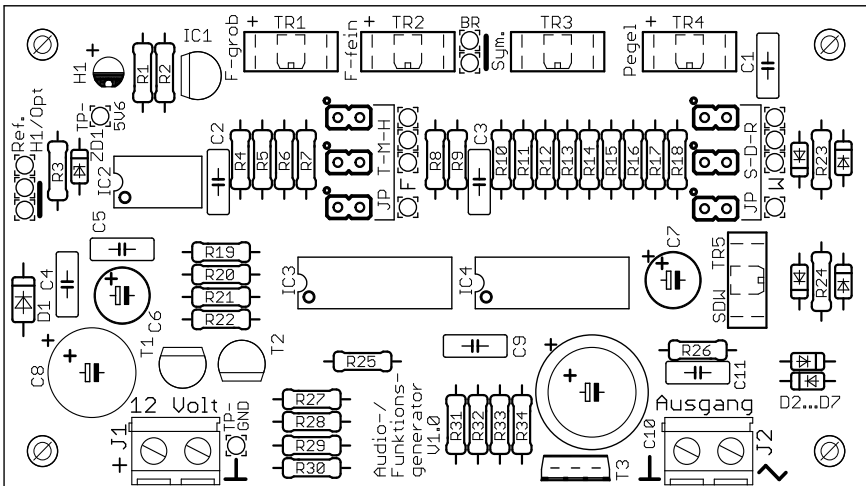 F-grob
+
TR1
F-fein
+
TR2
BR
Sym.
TR3
Pegel
+
TR4
C1
+
H1
R1
R2
IC1
Ref.
H1/Opt
R3
TP-
5V6
ZD1
IC2
C2
R4
R5
R6
R7
JP T-M-H
F
R8
R9
C3
R10
R11
R12
R13
R14
R15
R16
R17
R18
JP S-D-R
M
R23
C5
C4
D1
+
C6
R19
R20
R21
R22
IC3
IC4
+
C7
SDW TR5
R24
+
C8
T1
T2
R25
C9
+
C10
R26
C11
D2...D7
12 Volt
J1
+
TP-
GND
R27
R28
R29
R30
Audio-/
Funktions-
generator
V1.0
R31
R32
R33
R34
T3
Ausgang
J2